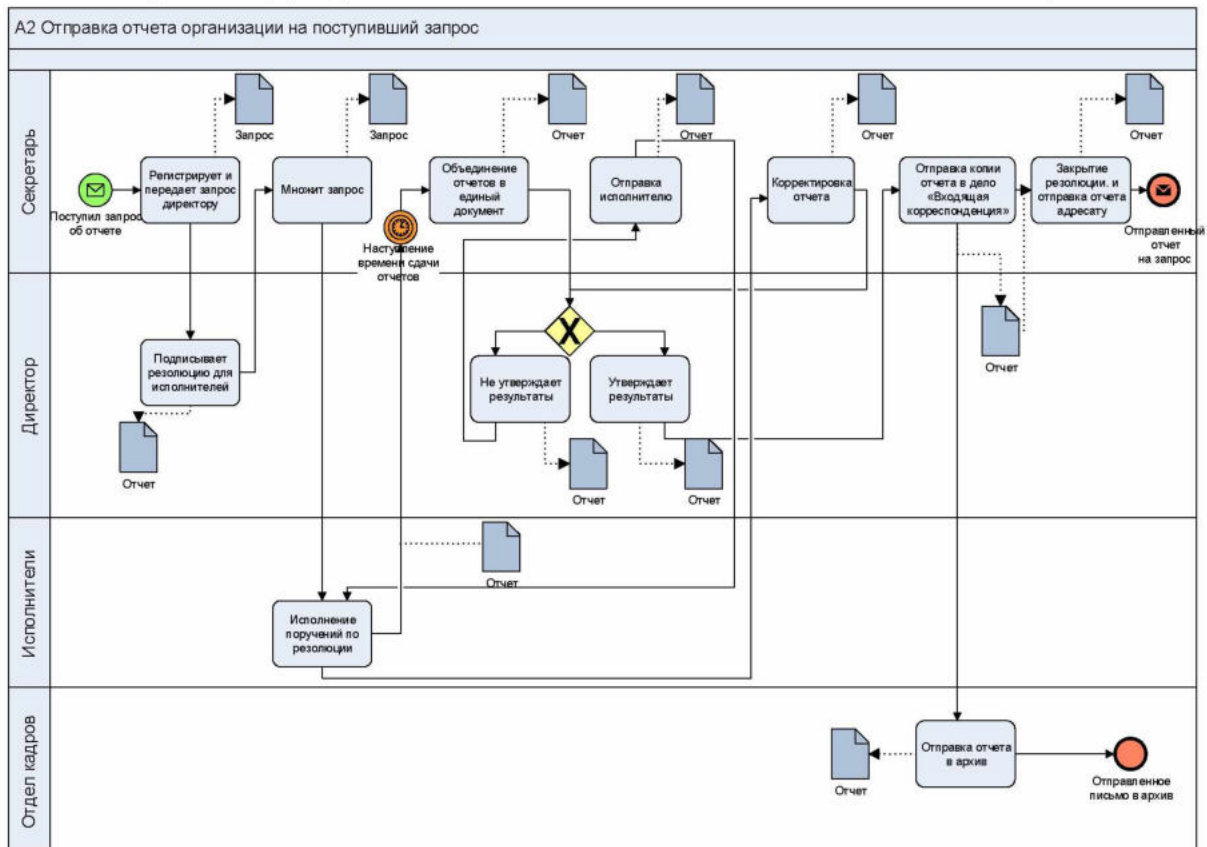 А2 Отправка отчета организации на поступивший запрос
Секретарь
Запрос
Запрос
Отчет
Отчет
Отчет
Отчет
Поступил запрос
об отчете
Регистрирует и
передает запрос
директору
Множит запрос
Наступление
времени сдачи
отчетов
Объединение
отчетов в
единый
документ
Отправка
исполнителю
Корректировка
отчета
Отправка копии
отчета в дело
«Входящая
корреспонденция»
Закрытие
резолюции. и
отправка отчета
адресату
Отправленный
отчет
на запрос
Директор
Подписывает
резолюцию для
исполнителей
Отчет
X
Не утверждает
результаты
Утверждает
результаты
Отчет
Отчет
Отчет
Исполнители
Отчет
Исполнение
поручений по
резолюции
Отдел кадров
Отчет
Отправка отчета
в архив
Отправленное
письмо в архив